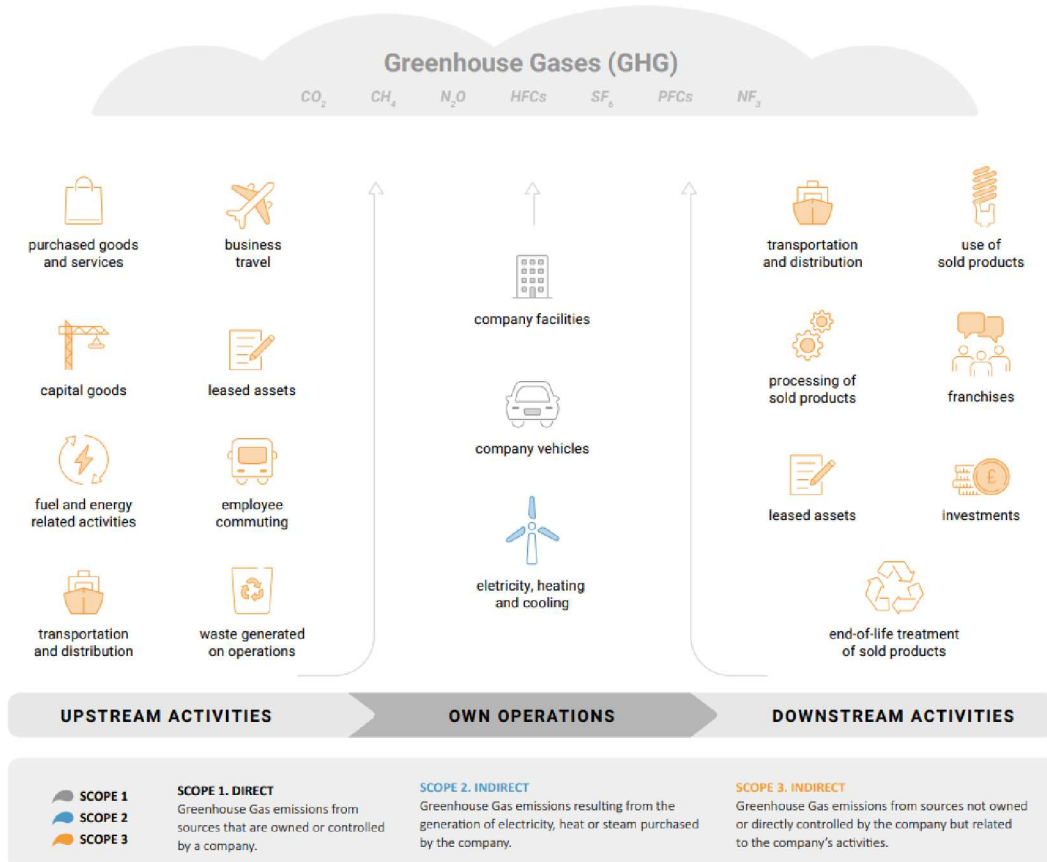 Greenhouse Gases (GHG)
CO₂ CH₄ N₂O HFCs SF₆ PFCs NF₃
purchased goods
and services
business
travel
capital goods
leased assets
fuel and energy
related activities
employee
commuting
transportation
and distribution
waste generated
on operations
company facilities
company vehicles
eletricity, heating
and cooling
transportation
and distribution
use of
sold products
processing of
sold products
franchises
leased assets
£
investments
end-of-life treatment
of sold products
UPSTREAM ACTIVITIES
OWN OPERATIONS
DOWNSTREAM ACTIVITIES
SCOPE 1
SCOPE 2
SCOPE 3
SCOPE 1. DIRECT
Greenhouse Gas emissions from
sources that are owned or controlled
by a company.
SCOPE 2. INDIRECT
Greenhouse Gas emissions resulting from the
generation of electricity, heat or steam purchased
by the company.
SCOPE 3. INDIRECT
Greenhouse Gas emissions from sources not owned
or directly controlled by the company but related
to the company's activities.